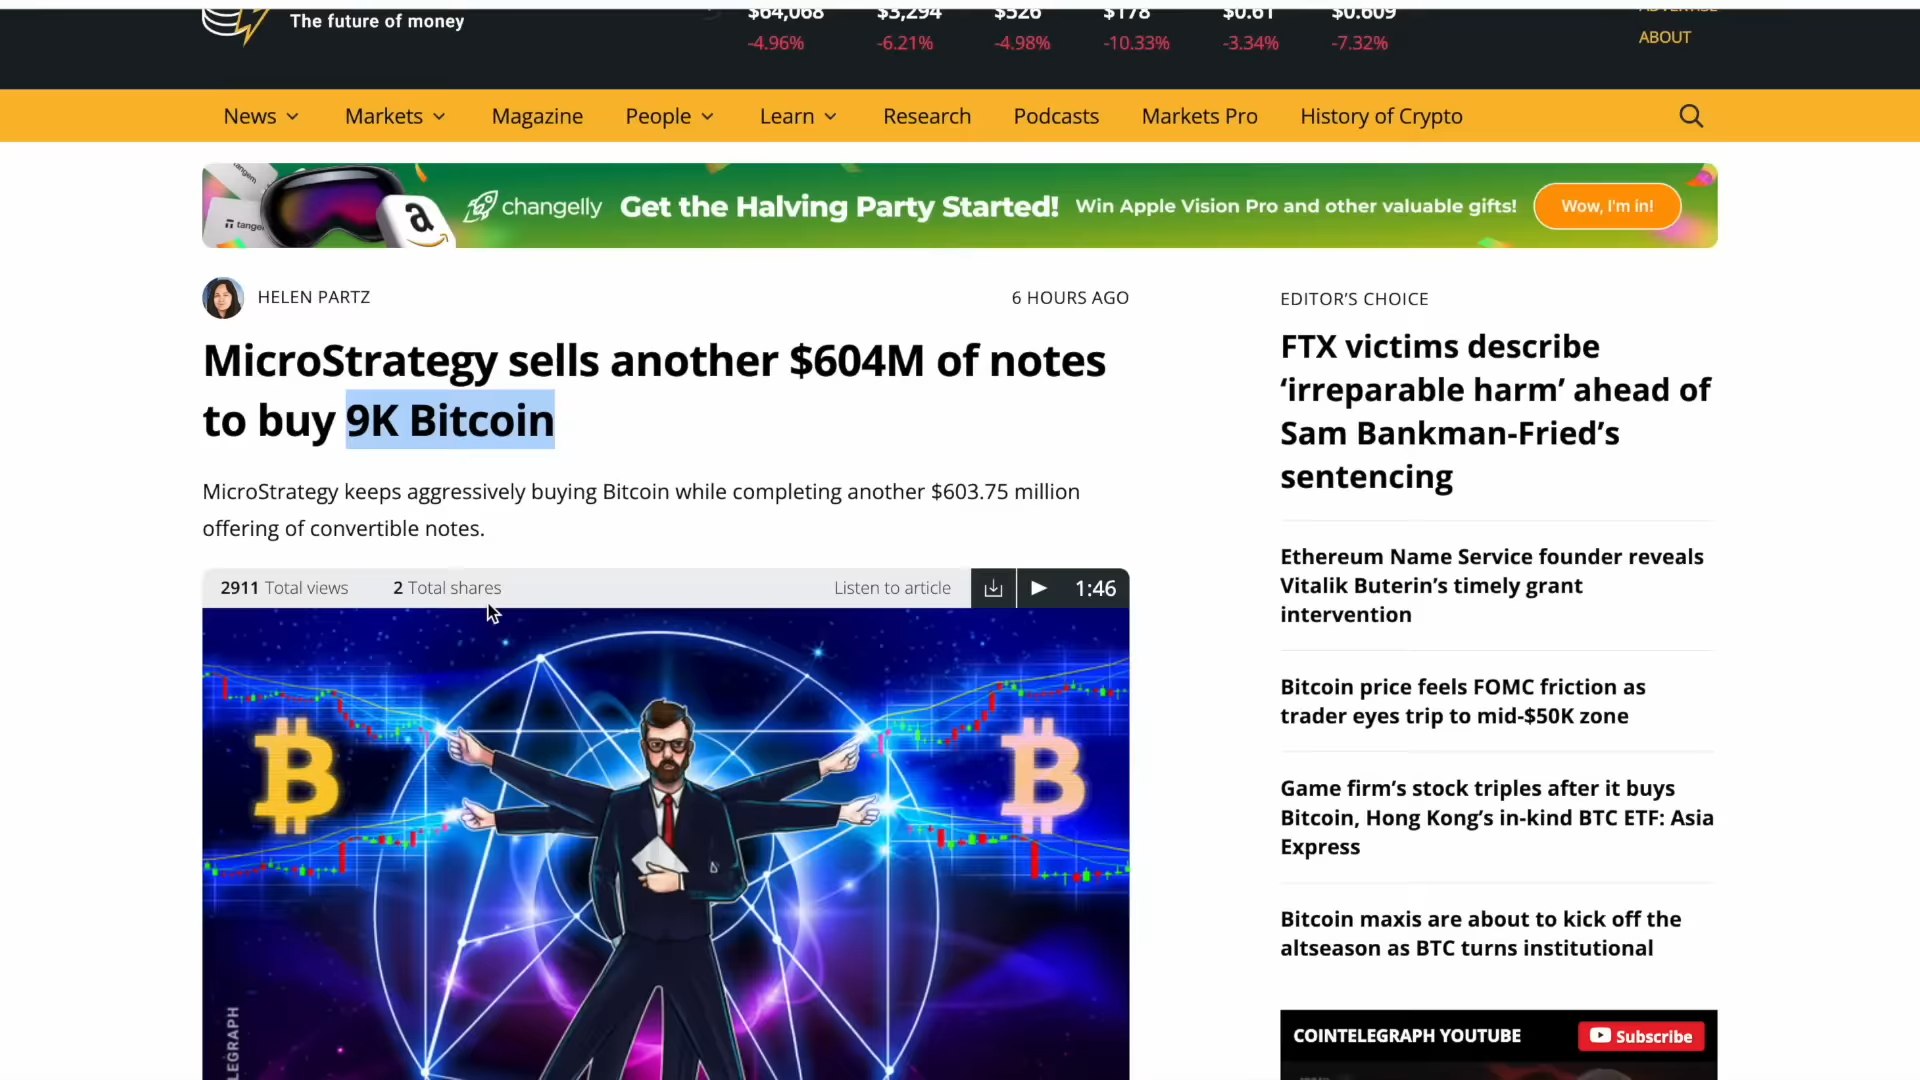 The future of money
$64,068 $3,294 $526 $178 $0.61 $0.609
-4.96% -6.21% -4.98% -10.33% -3.34% -7.32%
ADVERTISE
ABOUT
News Markets Magazine People Learn Research Podcasts Markets Pro History of Crypto
tangem
changelly Get the Halving Party Started! Win Apple Vision Pro and other valuable gifts! Wow, I'm in!
HELEN PARTZ 6 HOURS AGO
MicroStrategy sells another $604M of notes
to buy 9K Bitcoin
MicroStrategy keeps aggressively buying Bitcoin while completing another $603.75 million
offering of convertible notes.
2911 Total views 2 Total shares Listen to article 1:46
LEGRAPH
EDITOR'S CHOICE
FTX victims describe
‘irreparable harm’ ahead of
Sam Bankman-Fried’s
sentencing
Ethereum Name Service founder reveals
Vitalik Buterin’s timely grant
intervention
Bitcoin price feels FOMC friction as
trader eyes trip to mid-$50K zone
Game firm’s stock triples after it buys
Bitcoin, Hong Kong’s in-kind BTC ETF: Asia
Express
Bitcoin maxis are about to kick off the
altseason as BTC turns institutional
COINTELEGRAPH YOUTUBE Subscribe